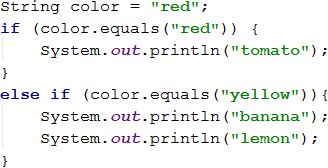 String color = "red";
if (color.equals("red")) {
    System.out.println("tomato");
}
else if (color.equals("yellow")){
    System.out.println("banana");
    System.out.println("lemon");
}